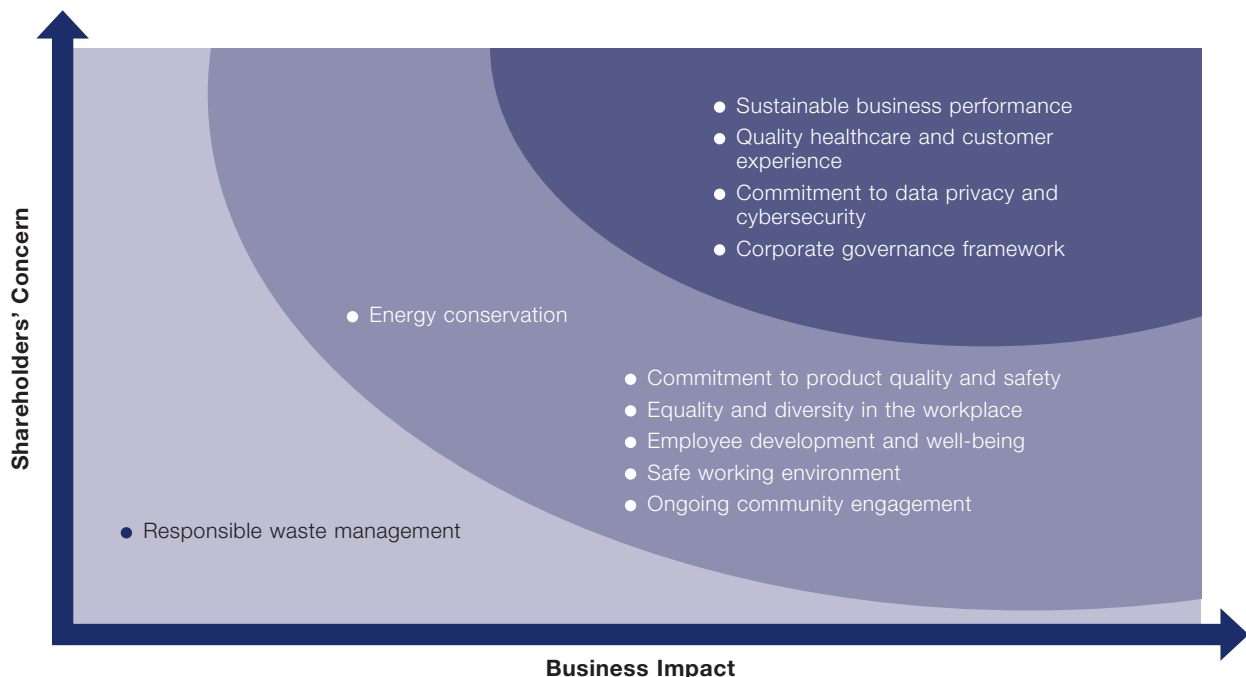 Shareholders’ Concern
Sustainable business performance
Quality healthcare and customer
experience
Commitment to data privacy and
cybersecurity
Corporate governance framework
Energy conservation
Commitment to product quality and safety
Equality and diversity in the workplace
Employee development and well-being
Safe working environment
Ongoing community engagement
Responsible waste management
Business Impact